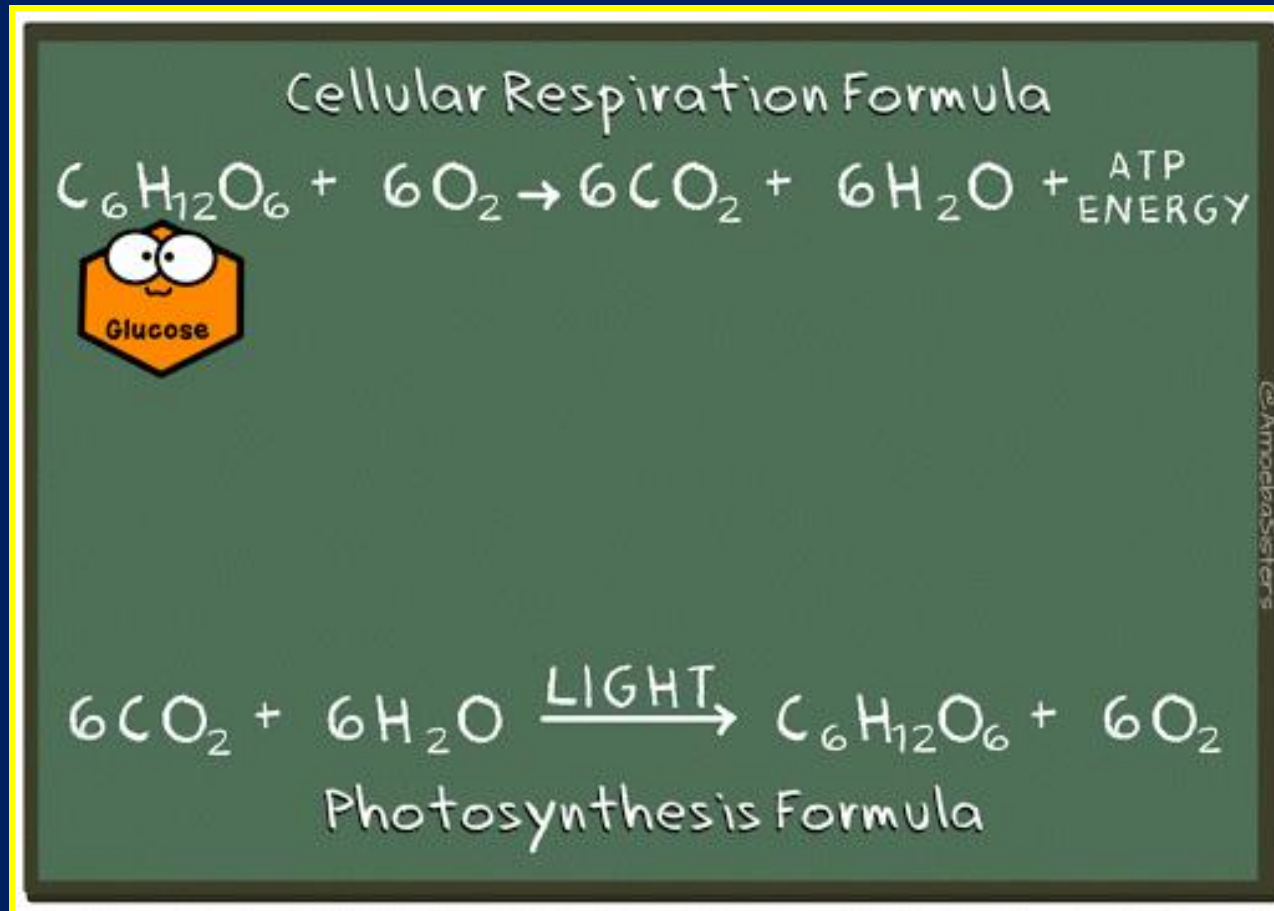 Cellular Respiration Formula
C₆H₁₂O₆ + 6O₂ → 6CO₂ + 6H₂O + ATP ENERGY
Glucose
@AmoebaSisters
6CO₂ + 6H₂O LIGHT→ C₆H₁₂O₆ + 6O₂
Photosynthesis Formula